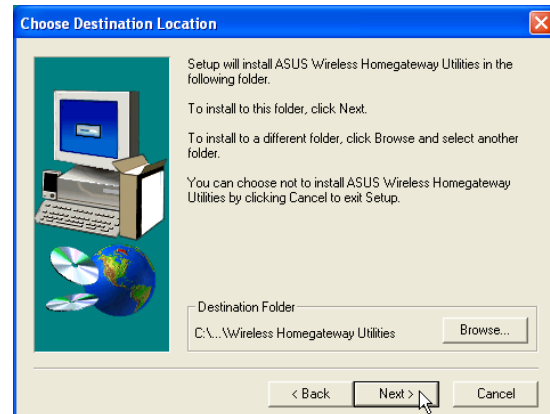 Choose Destination Location
Setup will install ASUS Wireless Homegateway Utilities in the
following folder.
To install to this folder, click Next.
To install to a different folder, click Browse and select another
folder.
You can choose not to install ASUS Wireless Homegateway
Utilities by clicking Cancel to exit Setup.
Destination Folder
C:\...\Wireless Homegateway Utilities
Browse...
< Back
Next >
Cancel